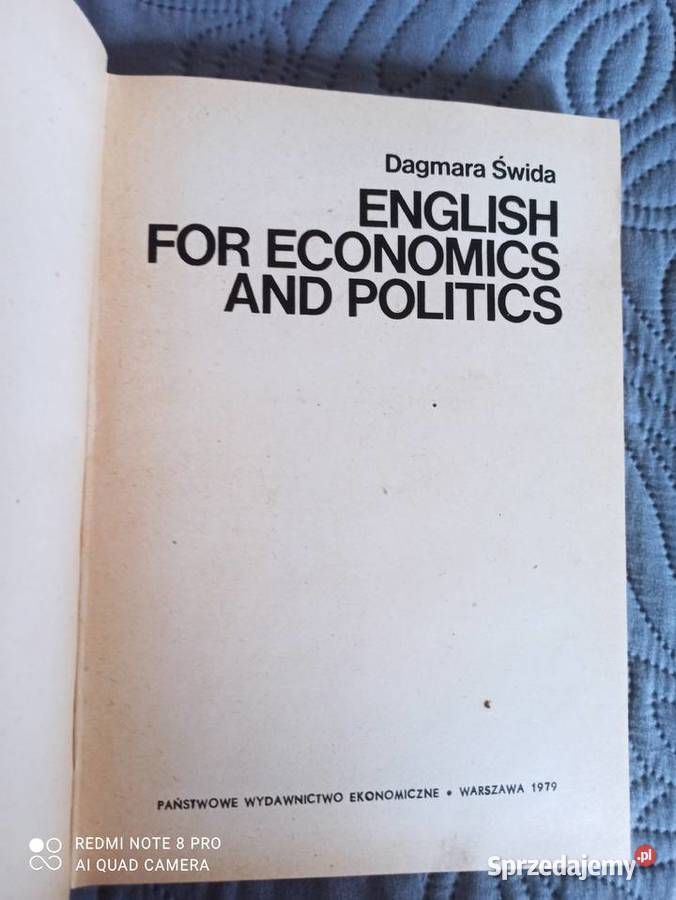 Dagmara Świda
ENGLISH
FOR ECONOMICS
AND POLITICS
PAŃSTWOWE WYDAWNICTWO EKONOMICZNE • WARSZAWA 1979
REDMI NOTE 8 PRO
AI QUAD CAMERA
Sprzedajemy.pl